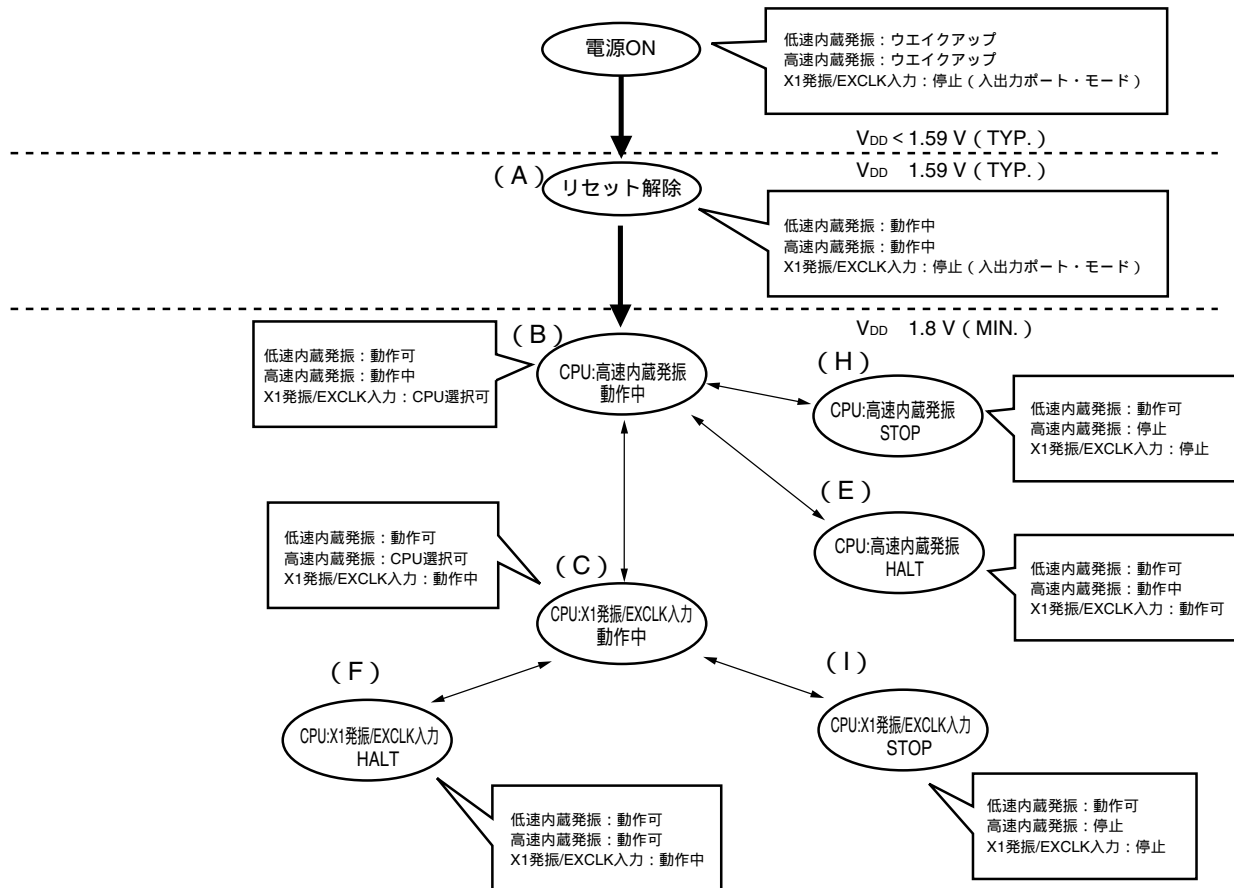 電源ON
低速内蔵発振：ウエイクアップ
高速内蔵発振：ウエイクアップ
X1発振/EXCLK入力：停止（入出力ポート・モード）
VDD < 1.59 V（TYP.）
VDD 1.59 V（TYP.）
（A）
リセット解除
低速内蔵発振：動作中
高速内蔵発振：動作中
X1発振/EXCLK入力：停止（入出力ポート・モード）
VDD 1.8 V（MIN.）
（B）
低速内蔵発振：動作可
高速内蔵発振：動作中
X1発振/EXCLK入力：CPU選択可
CPU:高速内蔵発振
動作中
（H）
CPU:高速内蔵発振
STOP
低速内蔵発振：動作可
高速内蔵発振：停止
X1発振/EXCLK入力：停止
（E）
CPU:高速内蔵発振
HALT
低速内蔵発振：動作可
高速内蔵発振：動作中
X1発振/EXCLK入力：動作可
低速内蔵発振：動作可
高速内蔵発振：CPU選択可
X1発振/EXCLK入力：動作中
（C）
CPU:X1発振/EXCLK入力
動作中
（F）
CPU:X1発振/EXCLK入力
HALT
低速内蔵発振：動作可
高速内蔵発振：動作可
X1発振/EXCLK入力：動作中
（I）
CPU:X1発振/EXCLK入力
STOP
低速内蔵発振：動作可
高速内蔵発振：停止
X1発振/EXCLK入力：停止